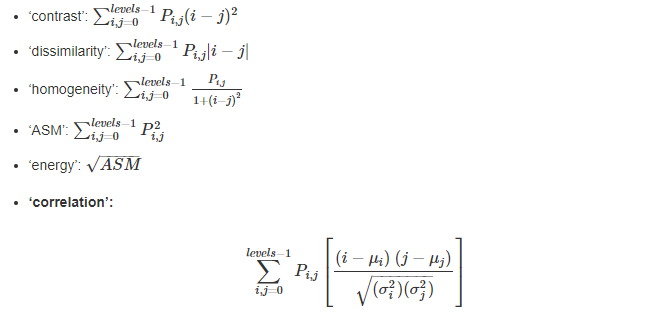 • ‘contrast’: $\sum_{i,j=0}^{levels-1} P_{i,j}(i-j)^2$
• ‘dissimilarity’: $\sum_{i,j=0}^{levels-1} P_{i,j}|i-j|$
• ‘homogeneity’: $\sum_{i,j=0}^{levels-1} \frac{P_{i,j}}{1+(i-j)^2}$
• ‘ASM’: $\sum_{i,j=0}^{levels-1} P_{i,j}^2$
• ‘energy’: $\sqrt{ASM}$
• ‘correlation’:
$\sum_{i,j=0}^{levels-1} P_{i,j} \left[ \frac{(i-\mu_i)\ (j-\mu_j)}{\sqrt{(\sigma_i^2)(\sigma_j^2)}} \right]$